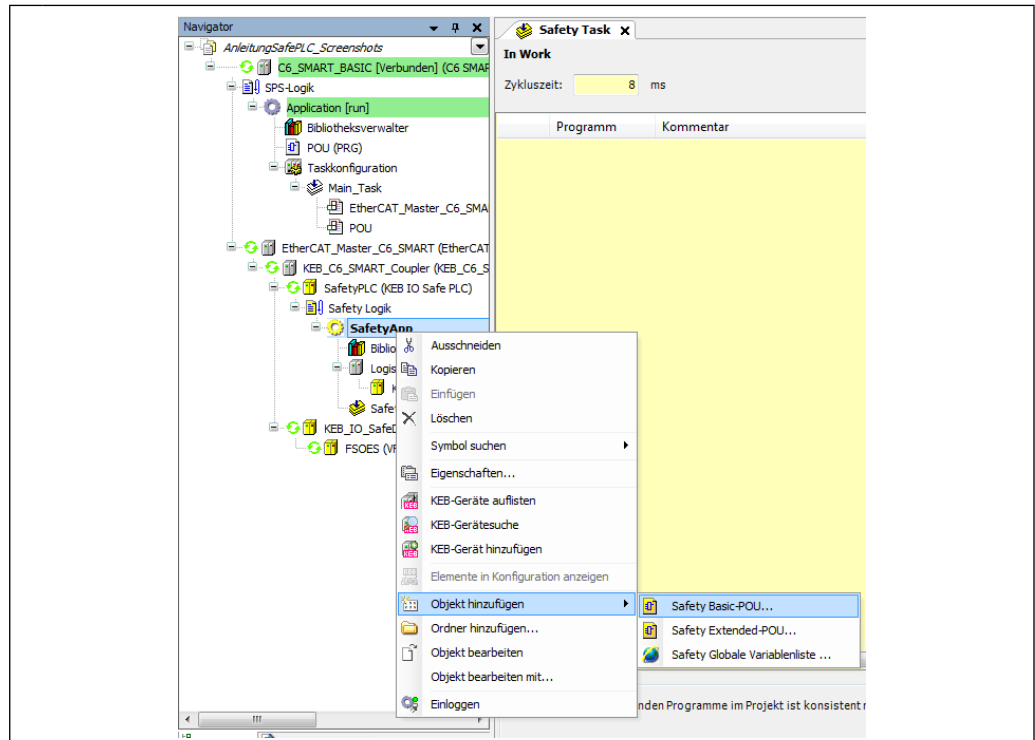 Navigator
AnleitungSafePLC_Screenshots
C6_SMART_BASIC [Verbunden] (C6 SMAR
SPS-Logik
Application [run]
Bibliotheksverwalter
POU (PRG)
Taskkonfiguration
Main_Task
EtherCAT_Master_C6_SMA
POU
EtherCAT_Master_C6_SMART (EtherCAT
KEB_C6_SMART_Coupler (KEB_C6_S
SafetyPLC (KEB IO Safe PLC)
Safety Logik
SafetyApp
Biblio
Logis
K
Safe
KEB_IO_SafeD
FSOES (VF
Ausschneiden
Kopieren
Einfügen
Löschen
Symbol suchen
Eigenschaften...
KEB-Geräte auflisten
KEB-Gerätesuche
KEB-Gerät hinzufügen
Elemente in Konfiguration anzeigen
Objekt hinzufügen
Ordner hinzufügen...
Objekt bearbeiten
Objekt bearbeiten mit...
Einloggen
Safety Basic-POU...
Safety Extended-POU...
Safety Globale Variablenliste ...
Safety Task
In Work
Zykluszeit: 8 ms
Programm Kommentar
nden Programme im Projekt ist konsistent